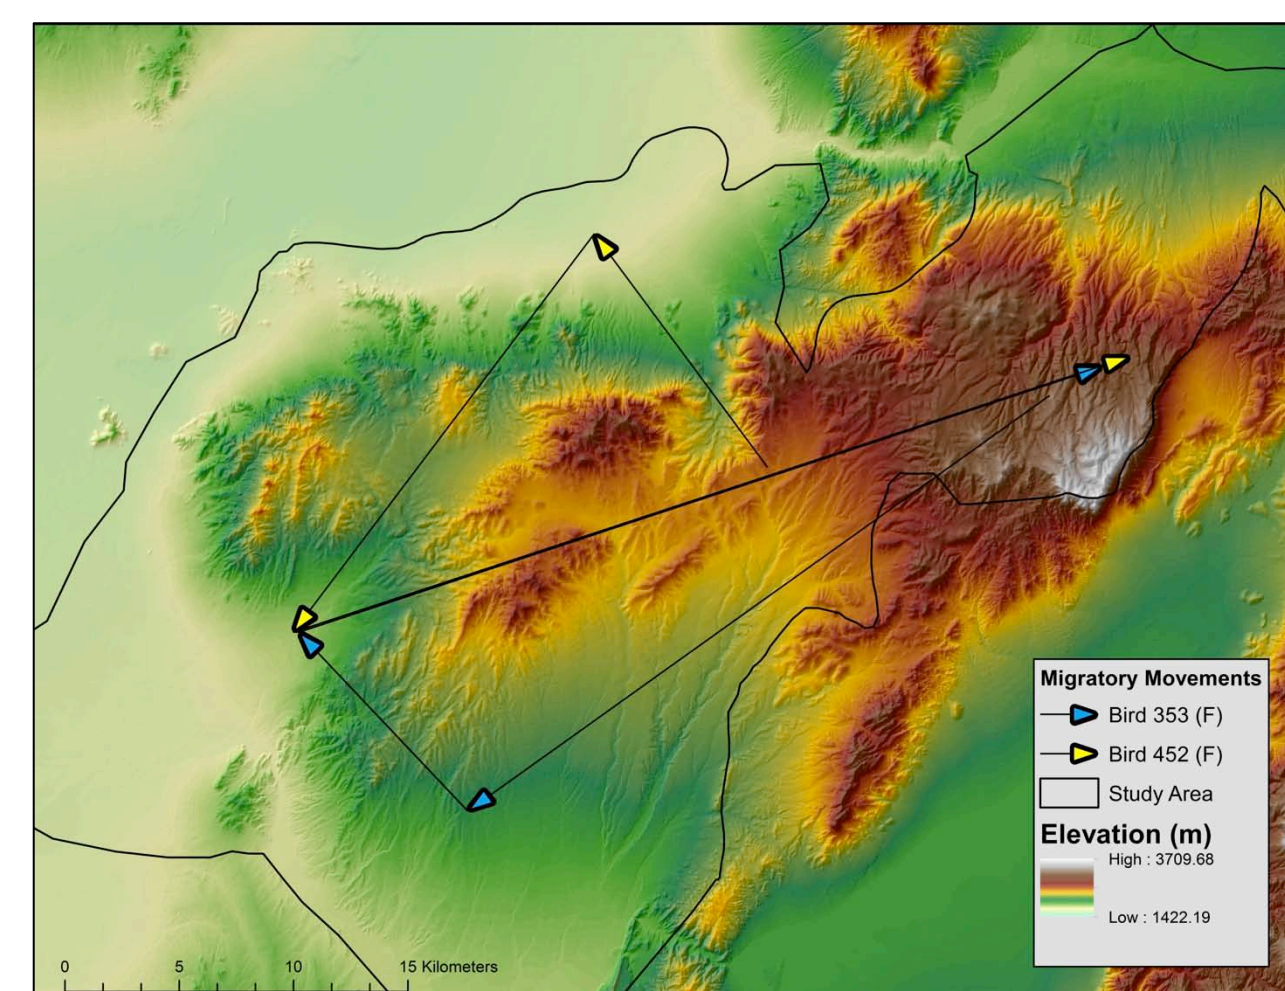 Migratory Movements
Bird 353 (F)
Bird 452 (F)
Study Area
Elevation (m)
High : 3709.68
Low : 1422.19
0 5 10 15 Kilometers